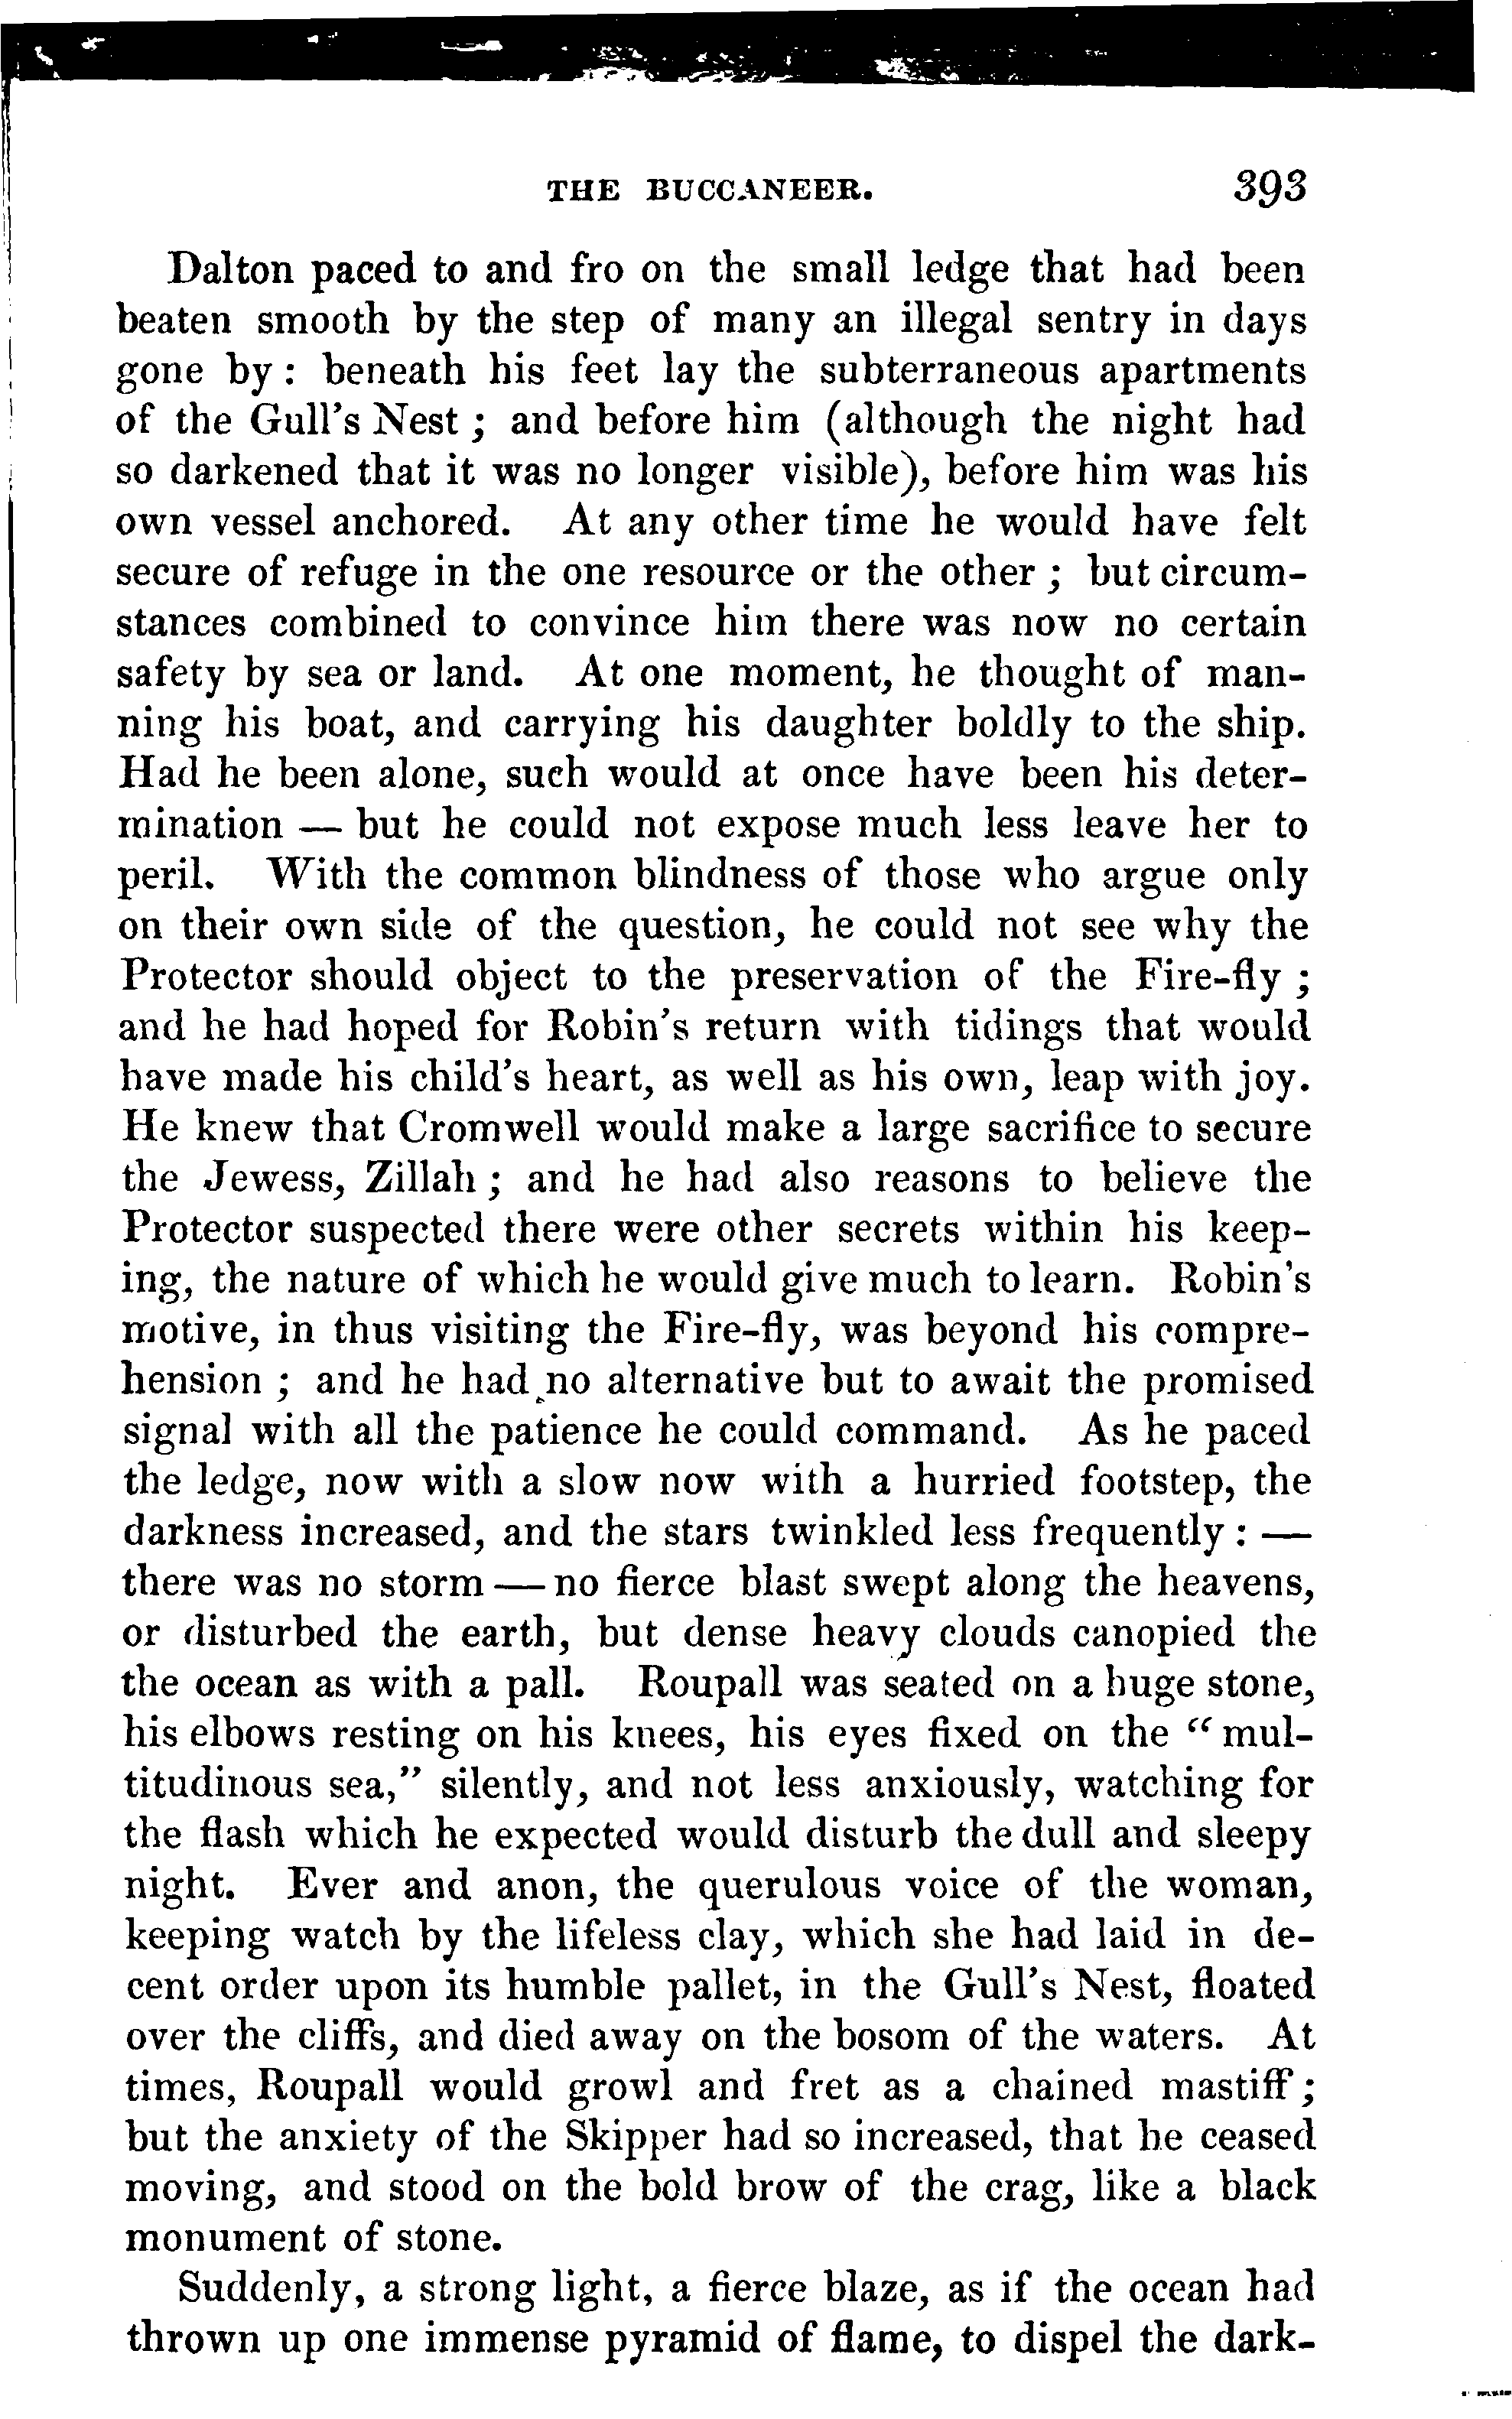 THE BUCCANEER. 393
Dalton paced to and fro on the small ledge that had been
beaten smooth by the step of many an illegal sentry in days
gone by : beneath his feet lay the subterraneous apartments
of the Gull's Nest ; and before him (although the night had
so darkened that it was no longer visible), before him was his
own vessel anchored. At any other time he would have felt
secure of refuge in the one resource or the other ; but circum-
stances combined to convince him there was now no certain
safety by sea or land. At one moment, he thought of man-
ning his boat, and carrying his daughter boldly to the ship.
Had he been alone, such would at once have been his deter-
mination — but he could not expose much less leave her to
peril. With the common blindness of those who argue only
on their own side of the question, he could not see why the
Protector should object to the preservation of the Fire-fly ;
and he had hoped for Robin's return with tidings that would
have made his child's heart, as well as his own, leap with joy.
He knew that Cromwell would make a large sacrifice to secure
the Jewess, Zillah ; and he had also reasons to believe the
Protector suspected there were other secrets within his keep-
ing, the nature of which he would give much to learn. Robin's
motive, in thus visiting the Fire-fly, was beyond his compre-
hension ; and he had no alternative but to await the promised
signal with all the patience he could command. As he paced
the ledge, now with a slow now with a hurried footstep, the
darkness increased, and the stars twinkled less frequently : —
there was no storm — no fierce blast swept along the heavens,
or disturbed the earth, but dense heavy clouds canopied the
the ocean as with a pall. Roupall was seated on a huge stone,
his elbows resting on his knees, his eyes fixed on the “ mul-
titudinous sea,” silently, and not less anxiously, watching for
the flash which he expected would disturb the dull and sleepy
night. Ever and anon, the querulous voice of the woman,
keeping watch by the lifeless clay, which she had laid in de-
cent order upon its humble pallet, in the Gull's Nest, floated
over the cliffs, and died away on the bosom of the waters. At
times, Roupall would growl and fret as a chained mastiff ;
but the anxiety of the Skipper had so increased, that he ceased
moving, and stood on the bold brow of the crag, like a black
monument of stone.
Suddenly, a strong light, a fierce blaze, as if the ocean had
thrown up one immense pyramid of flame, to dispel the dark-